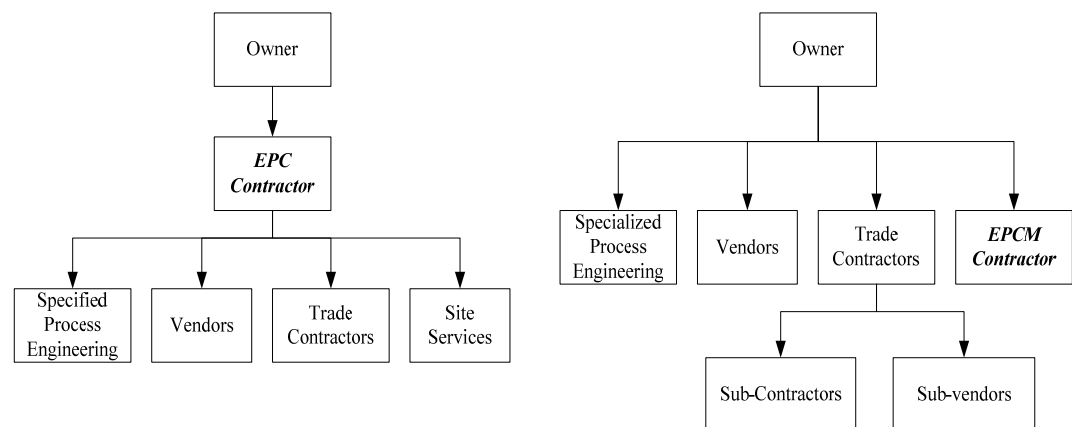 Owner
EPC
Contractor
Specified
Process
Engineering
Vendors
Trade
Contractors
Site
Services
Owner
Specialized
Process
Engineering
Vendors
Trade
Contractors
EPCM
Contractor
Sub-Contractors
Sub-vendors